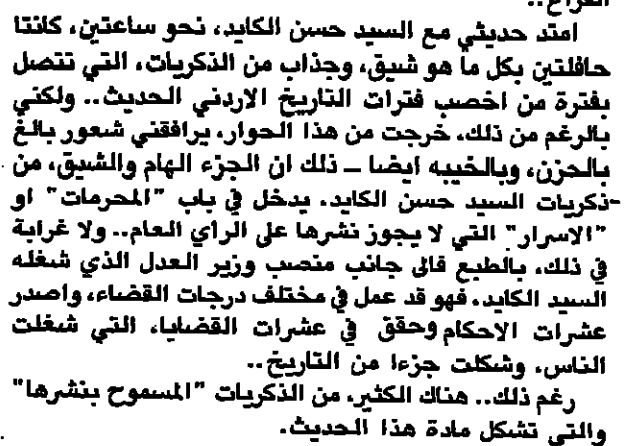 الفراغ..
امتد حديثي مع السيد حسن الكايد، نحو ساعتين، كانتا
حافلتين بكل ما هو شيق، وجذاب من الذكريات، التي تتصل
بفترة من اخصب فترات التاريخ الاردني الحديث.. ولكني
بالرغم من ذلك، خرجت من هذا الحوار، يرافقني شعور بالغ
بالحزن، وبالخيبه ايضا ــ ذلك ان الجزء الهام والشيق، من
-ذكريات السيد حسن الكايد، يدخل في باب "المحرمات" او
"الاسرار" التي لا يجوز نشرها على الراي العام.. ولا غرابة
في ذلك، بالطبع فالى جانب منصب وزير العدل الذي شغله
السيد الكايد، فهو قد عمل في مختلف درجات القضاء، واصدر
عشرات الاحكام وحقق في عشرات القضايا، التي شغلت
الناس، وشكلت جزءا من التاريخ..
رغم ذلك.. هناك الكثير، من الذكريات "المسموح بنشرها"
والتي تشكل مادة هذا الحديث.